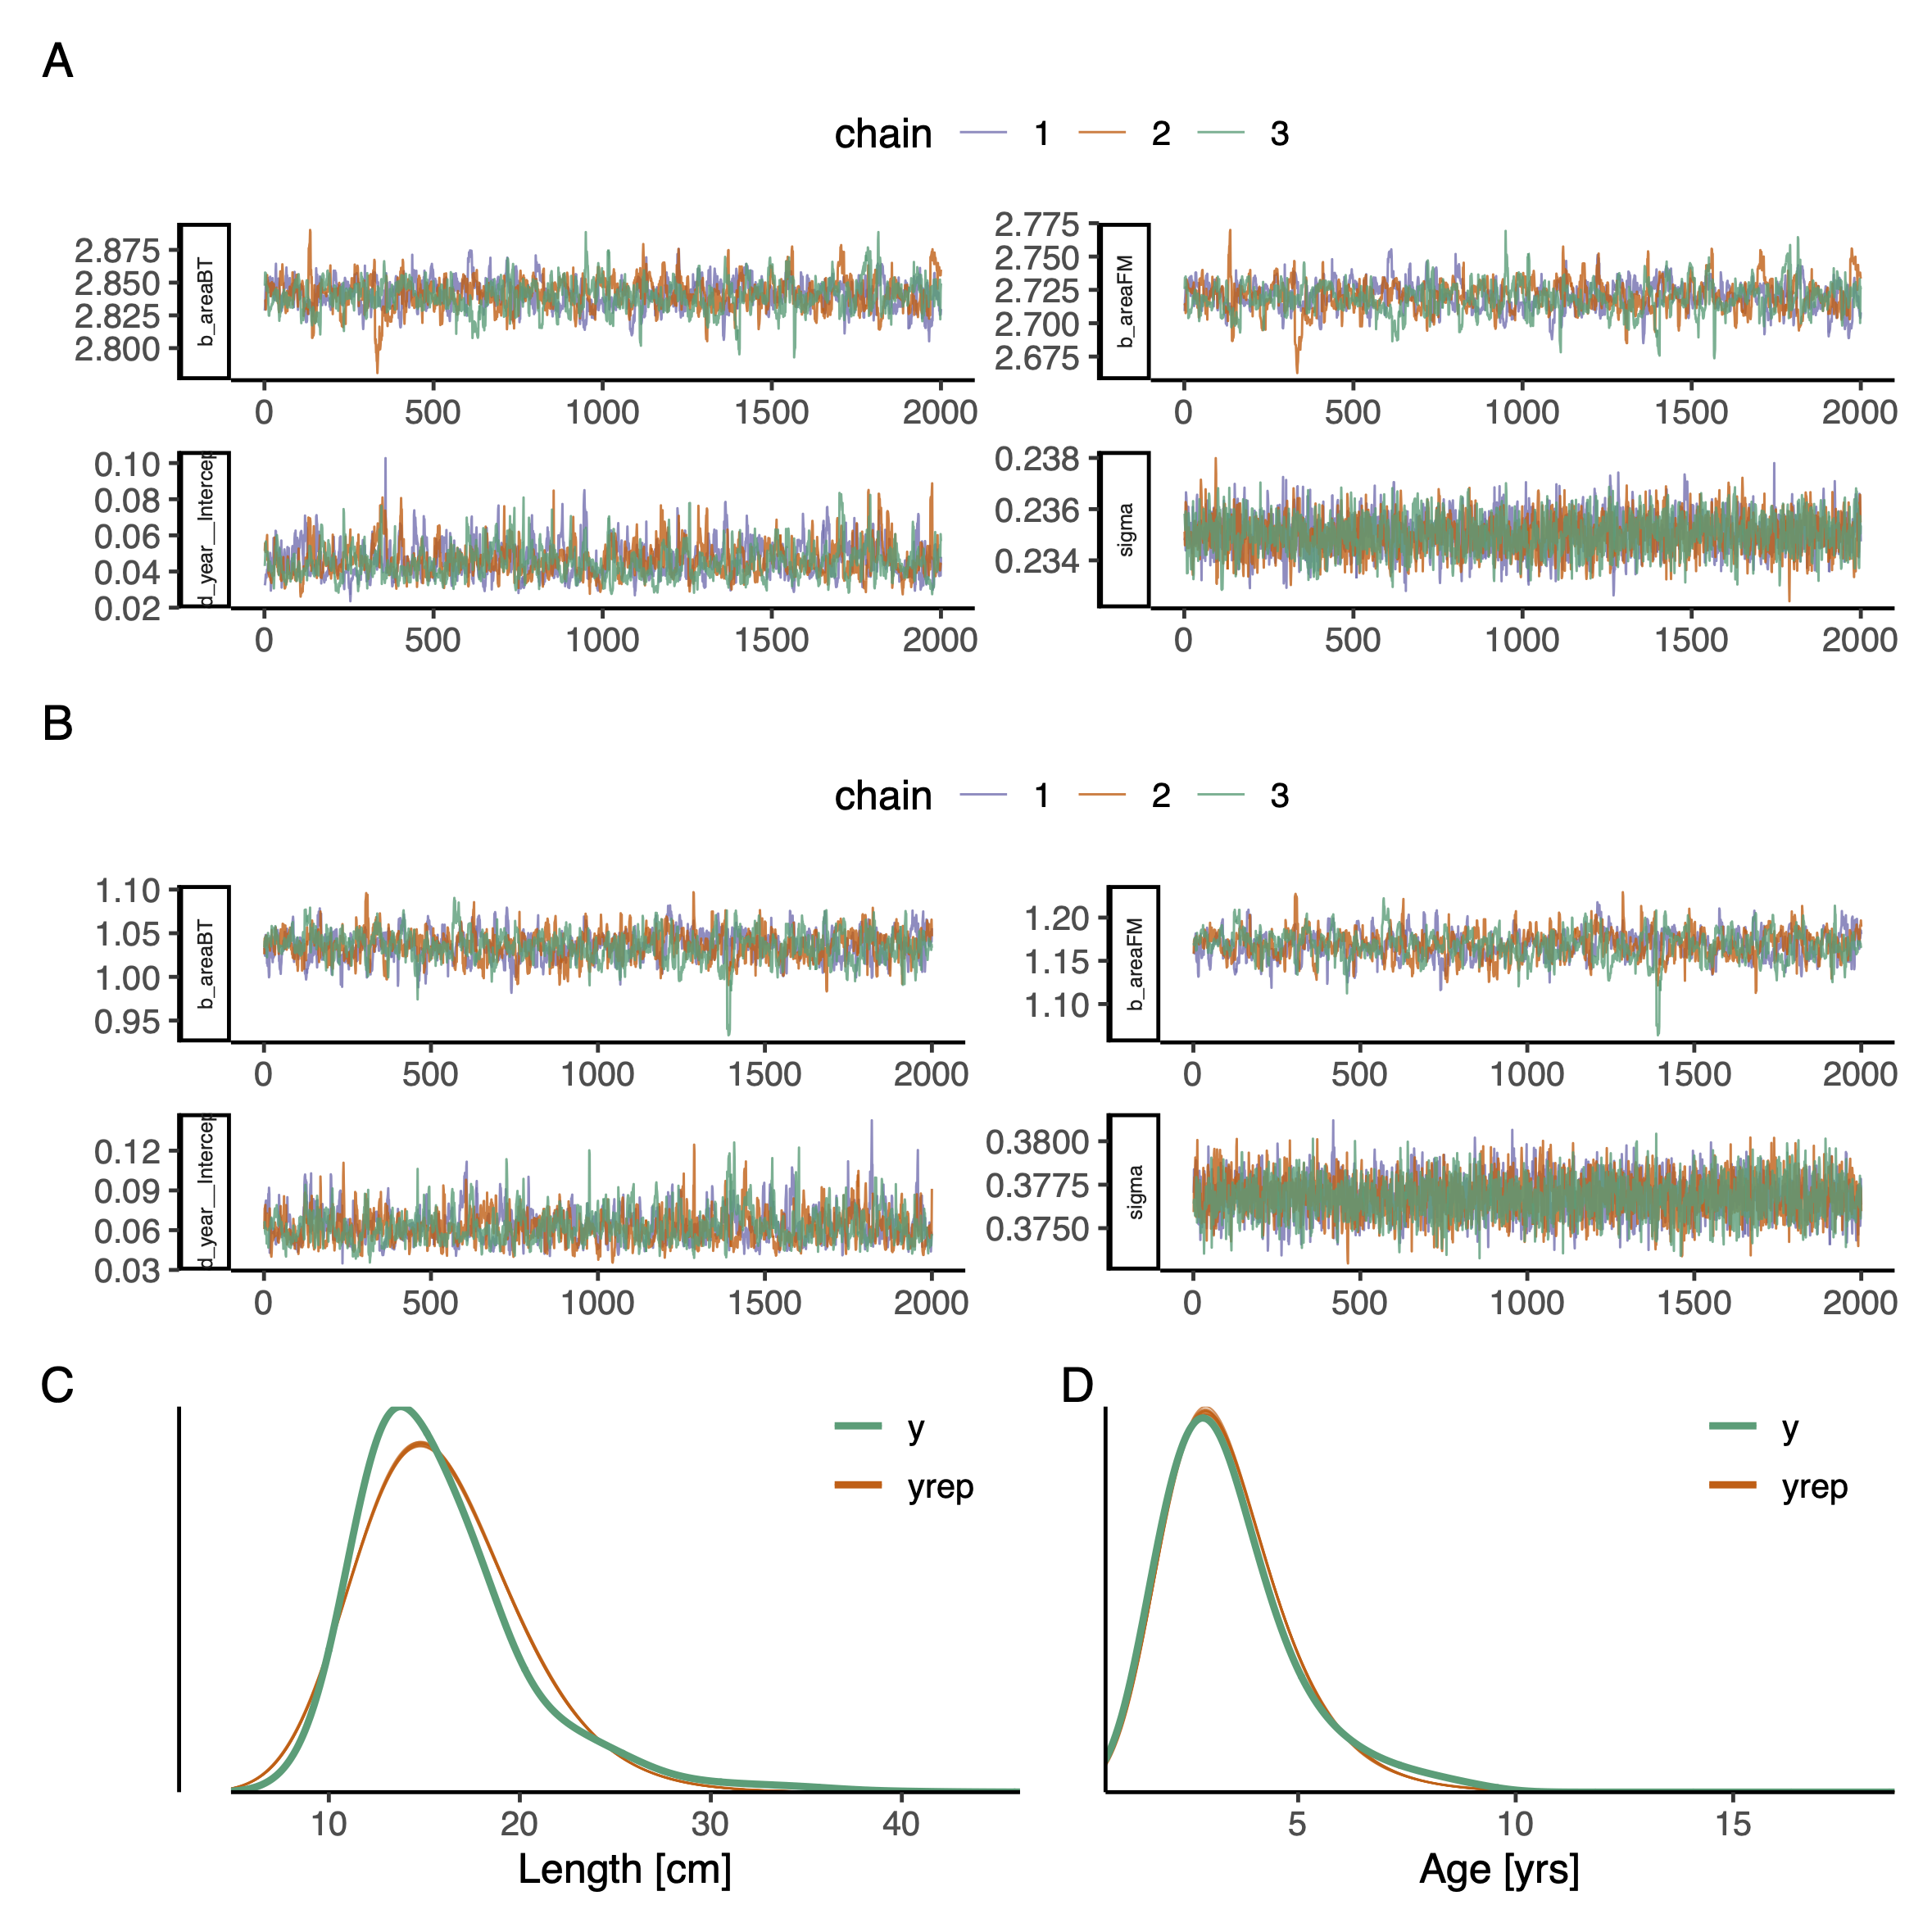 A
chain 1 2 3
b_areaBT
2.875
2.850
2.825
2.800
0 500 1000 1500 2000
b_areaFM
2.775
2.750
2.725
2.700
2.675
0 500 1000 1500 2000
d_year__Intercep
0.10
0.08
0.06
0.04
0.02
0 500 1000 1500 2000
sigma
0.238
0.236
0.234
0 500 1000 1500 2000
B
chain 1 2 3
b_areaBT
1.10
1.05
1.00
0.95
0 500 1000 1500 2000
b_areaFM
1.20
1.15
1.10
0 500 1000 1500 2000
d_year__Intercep
0.12
0.09
0.06
0.03
0 500 1000 1500 2000
sigma
0.3800
0.3775
0.3750
0 500 1000 1500 2000
C
y
yrep
10 20 30 40
Length [cm]
D
y
yrep
5 10 15
Age [yrs]